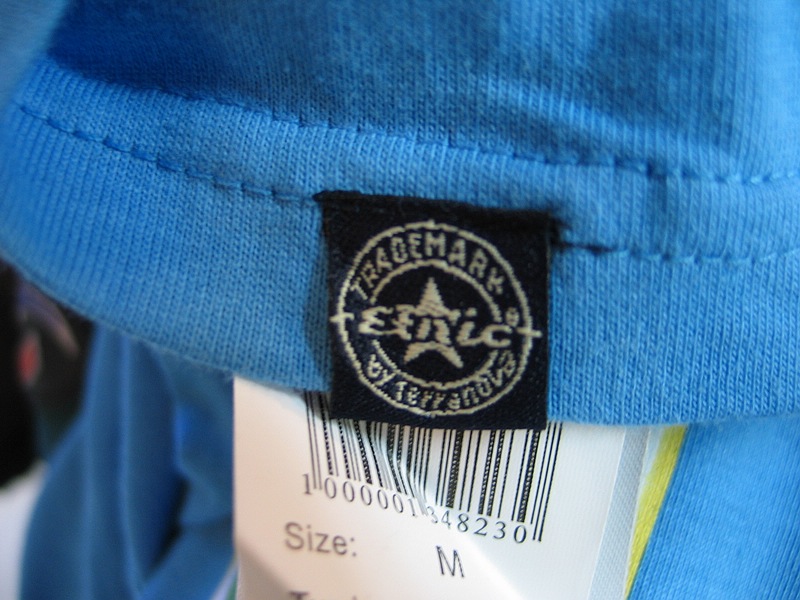 TRADEMARK
Etnic®
by terranova
1000001348230
Size: M